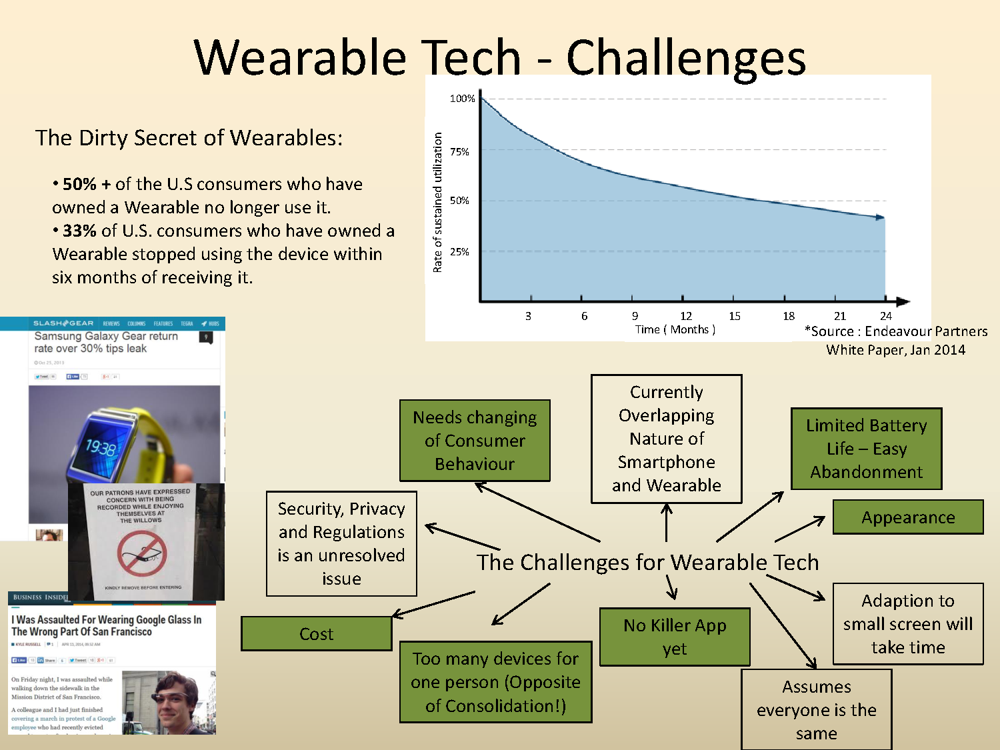 Wearable Tech - Challenges
The Dirty Secret of Wearables:
• 50% + of the U.S consumers who have
owned a Wearable no longer use it.
• 33% of U.S. consumers who have owned a
Wearable stopped using the device within
six months of receiving it.
Rate of sustained utilization
100%
75%
50%
25%
3 6 9 12 15 18 21 24
Time ( Months )
*Source : Endeavour Partners
White Paper, Jan 2014
SLASHGEAR REVIEWS COLUMNS FEATURES TEGRA HUBS
Samsung Galaxy Gear return
rate over 30% tips leak
9
Oct 25, 2013
Tweet
Like
19:38
OUR PATRONS HAVE EXPRESSED
CONCERN WITH BEING
RECORDED WHILE ENJOYING
THEMSELVES AT
THE WILLOWS
KINDLY REMOVE BEFORE ENTERING
BUSINESS INSIDER
I Was Assaulted For Wearing Google Glass In
The Wrong Part Of San Francisco
KYLE RUSSELL 1 APR 13, 2014, 09:52 AM
Like Share 6 Tweet 18 g+1 61
On Friday night, I was assaulted while
walking down the sidewalk in the
Mission District of San Francisco.
A colleague and I had just finished
covering a march in protest of a Google
employee who had recently evicted
Needs changing
of Consumer
Behaviour
Currently
Overlapping
Nature of
Smartphone
and Wearable
Limited Battery
Life – Easy
Abandonment
Security, Privacy
and Regulations
is an unresolved
issue
Appearance
The Challenges for Wearable Tech
Cost
Too many devices for
one person (Opposite
of Consolidation!)
No Killer App
yet
Adaption to
small screen will
take time
Assumes
everyone is the
same